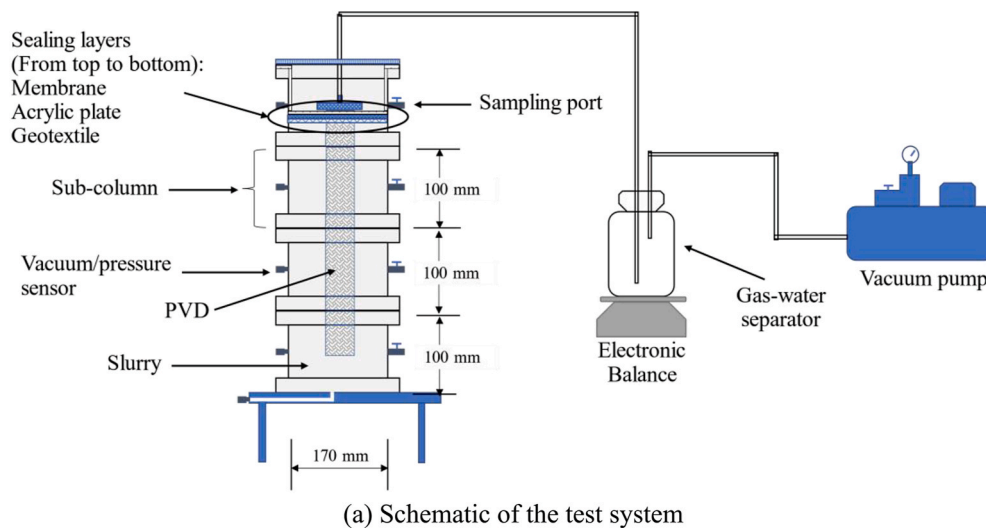 Sealing layers
(From top to bottom):
Membrane
Acrylic plate
Geotextile
Sampling port
Sub-column
100 mm
Vacuum/pressure
sensor
100 mm
PVD
Slurry
100 mm
170 mm
Vacuum pump
Gas-water
separator
Electronic
Balance
(a) Schematic of the test system